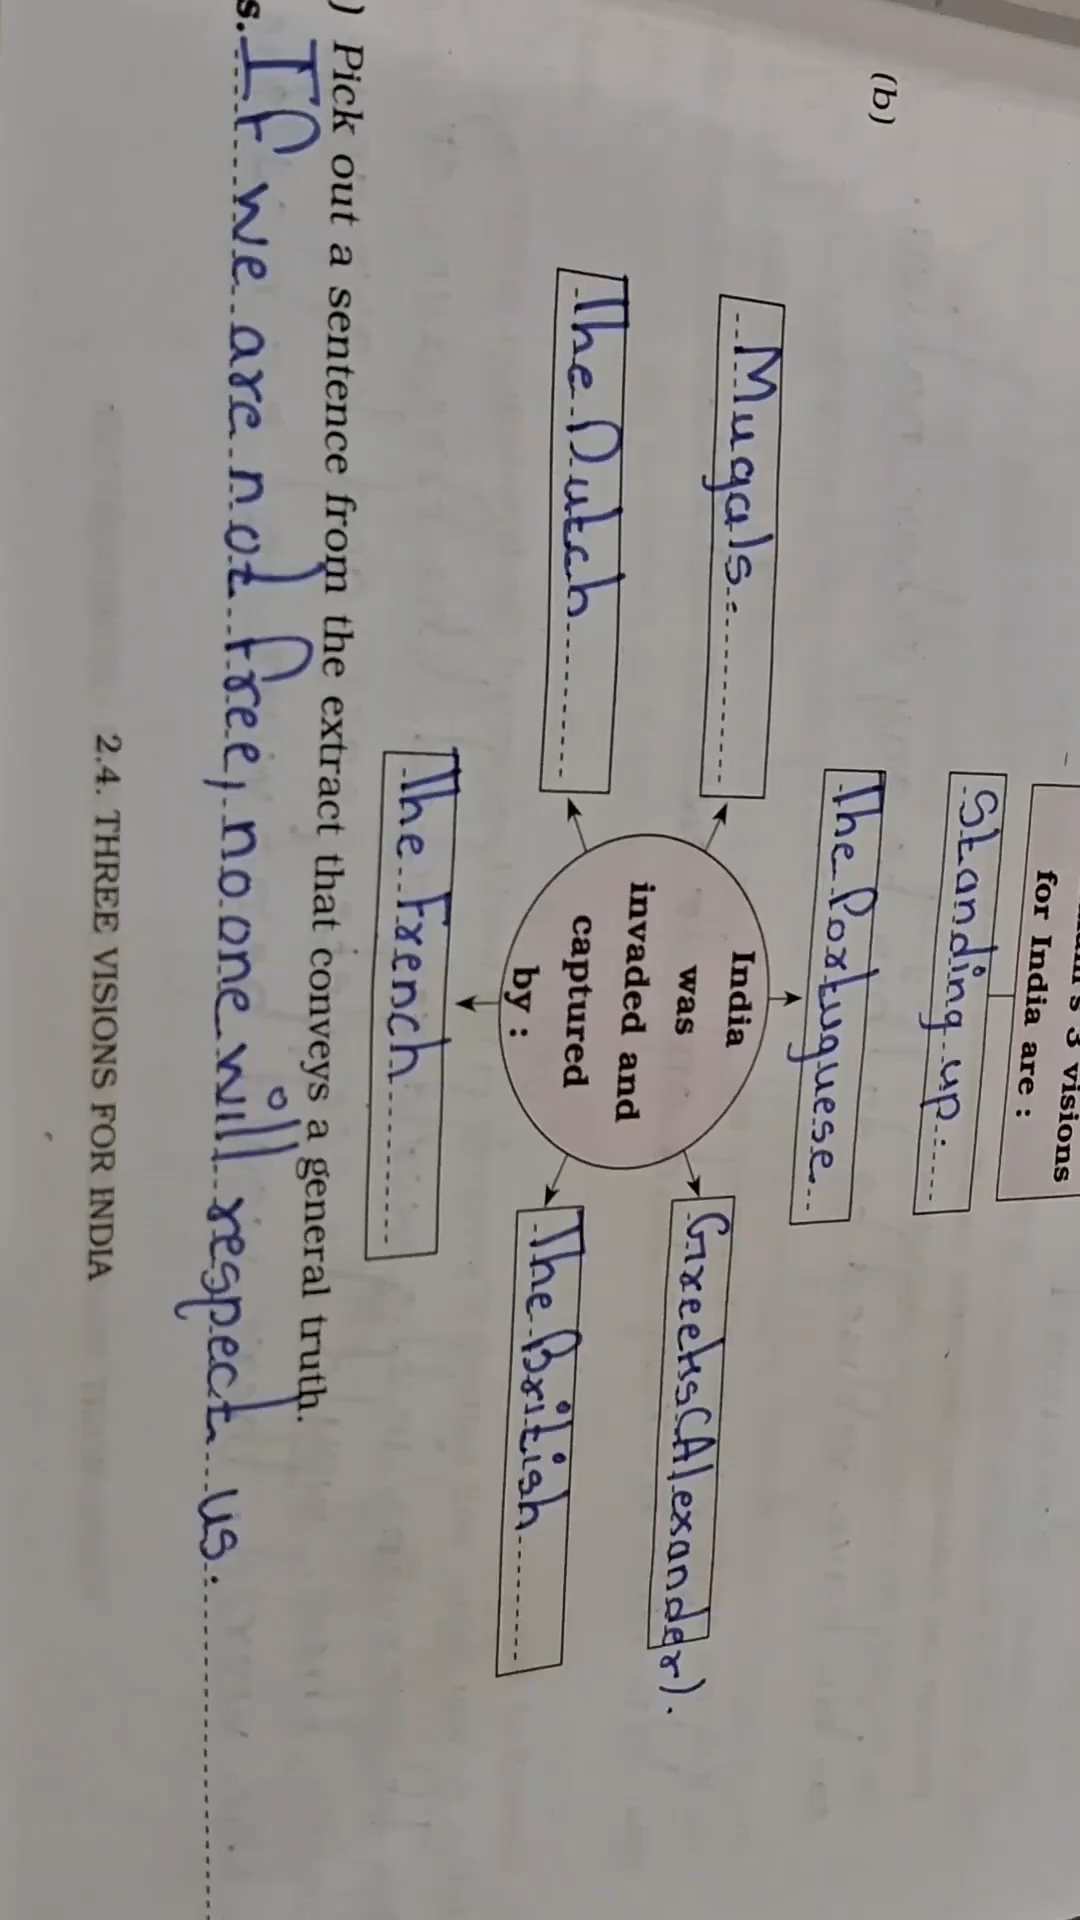 3 visions
for India are :
Standing up.
(b)
The Portuguese
Mugals.
Greeks(Alexander).
India
was
invaded and
captured
by :
The Dutch
The British
The French
) Pick out a sentence from the extract that conveys a general truth.
s. If we are not free, no one will respect us.
2.4. THREE VISIONS FOR INDIA